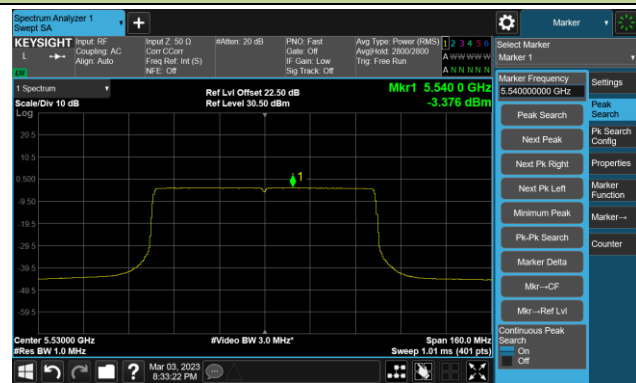 Spectrum Analyzer 1
Swept SA
Marker
KEYSIGHT
L
Input: RF
Coupling: AC
Align: Auto
Input Z: 50 Ω
Corr CCorr
Freq Ref: Int (S)
NFE: Off
#Atten: 20 dB
PNO: Fast
Gate: Off
IF Gain: Low
Sig Track: Off
Avg Type: Power (RMS)
Avg|Hold: 2800/2800
Trig: Free Run
1 2 3 4 5 6
A W W W W W
A N N N N N
LW
Select Marker
Marker 1
1 Spectrum
Scale/Div 10 dB
Log
Ref Lvl Offset 22.50 dB
Ref Level 30.50 dBm
Mkr1 5.540 0 GHz
-3.376 dBm
20.5
10.5
0.500
-9.50
-19.5
-29.5
-39.5
-49.5
-59.5
1
Center 5.53000 GHz
#Res BW 1.0 MHz
#Video BW 3.0 MHz*
Span 160.0 MHz
Sweep 1.01 ms (401 pts)
Marker Frequency
5.540000000 GHz
Peak Search
Next Peak
Next Pk Right
Next Pk Left
Minimum Peak
Pk-Pk Search
Marker Delta
Mkr→CF
Mkr→Ref Lvl
Continuous Peak
Search
On
Off
Settings
Peak
Search
Pk Search
Config
Properties
Marker
Function
Marker→
Counter
?
Mar 03, 2023
8:33:22 PM